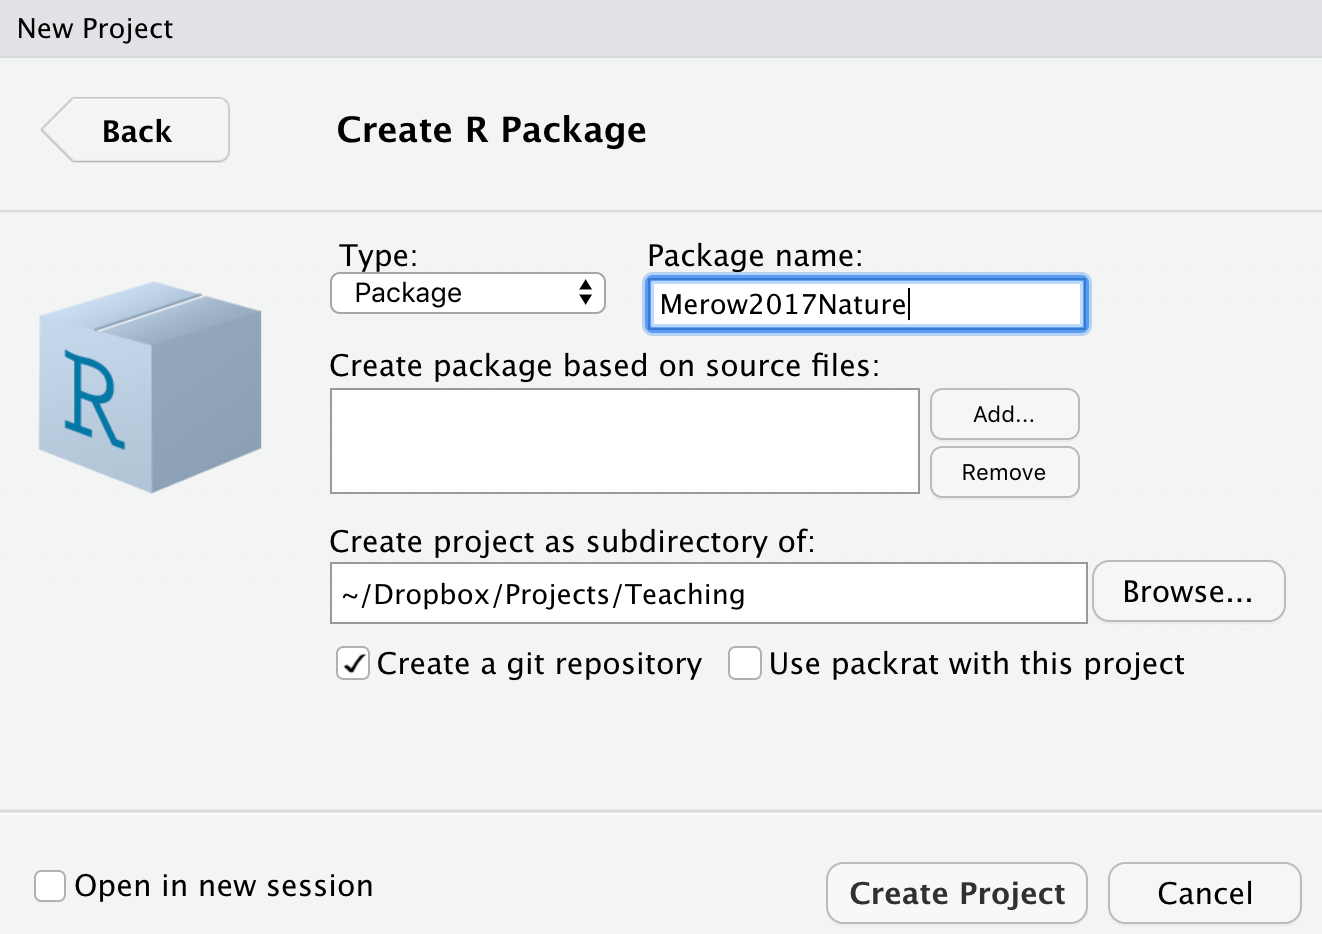 New Project
Back
Create R Package
Type:
Package name:
Package
Merow2017Nature
Create package based on source files:
Add...
Remove
R
Create project as subdirectory of:
~/Dropbox/Projects/Teaching
Browse...
Create a git repository
Use packrat with this project
Open in new session
Create Project
Cancel